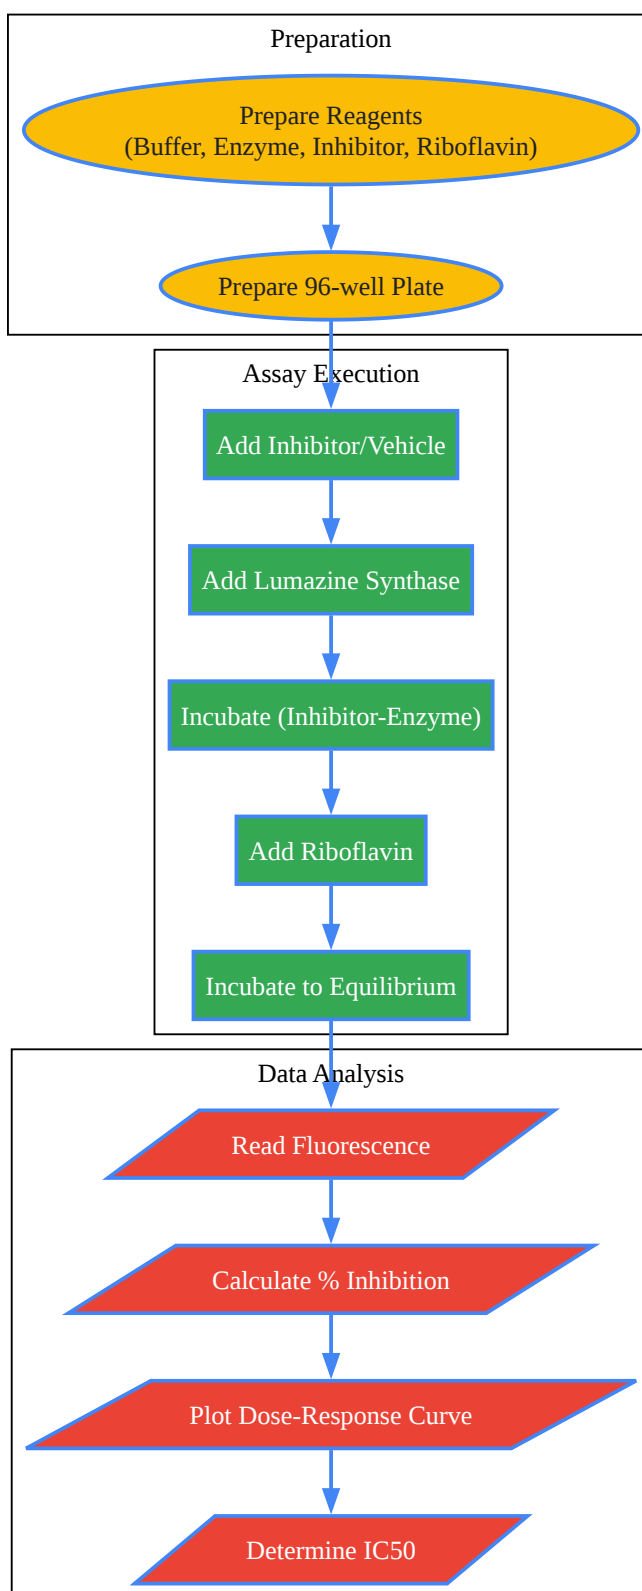 Preparation
Prepare Reagents
(Buffer, Enzyme, Inhibitor, Riboflavin)
Prepare 96-well Plate
Assay Execution
Add Inhibitor/Vehicle
Add Lumazine Synthase
Incubate (Inhibitor-Enzyme)
Add Riboflavin
Incubate to Equilibrium
Data Analysis
Read Fluorescence
Calculate % Inhibition
Plot Dose-Response Curve
Determine IC50